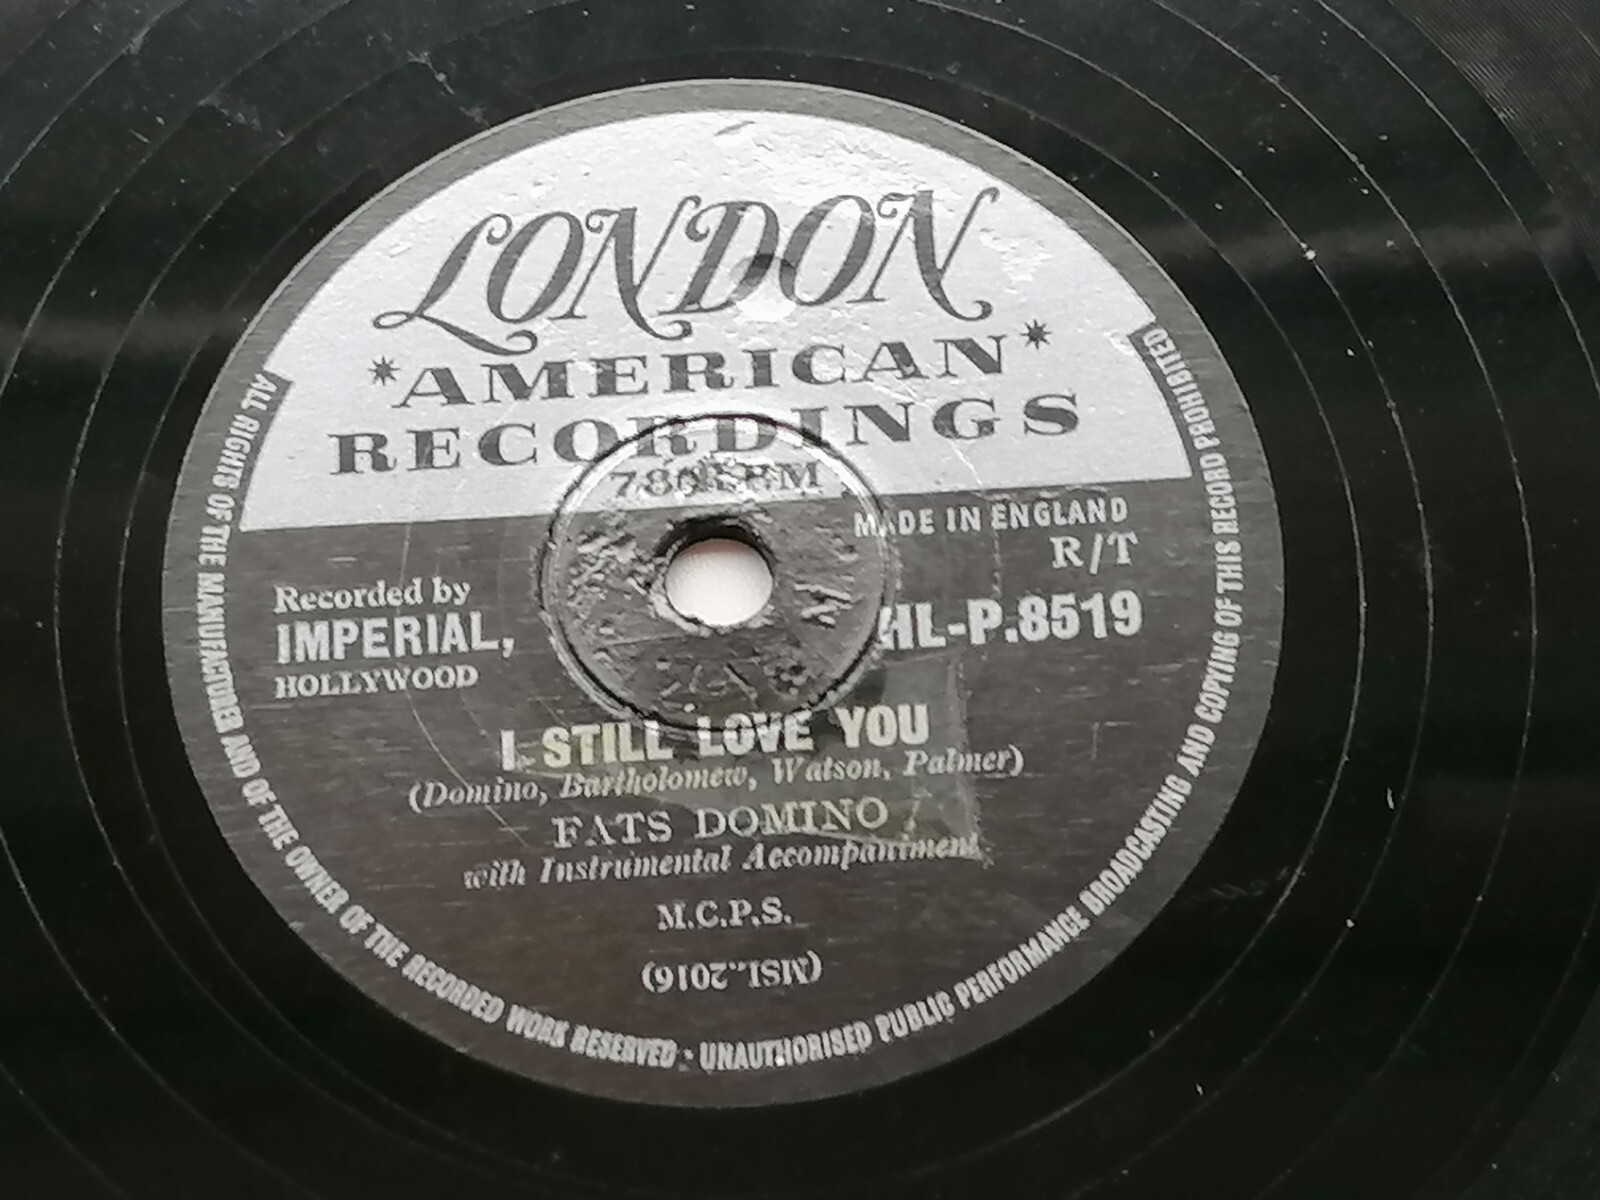 LONDON
*AMERICAN*
RECORDINGS
78 RPM
MADE IN ENGLAND
R/T
Recorded by
IMPERIAL,
HOLLYWOOD
HL-P.8519
I STILL LOVE YOU
(Domino, Bartholomew, Watson, Palmer)
FATS DOMINO
with Instrumental Accompaniment
M.C.P.S.
ALL RIGHTS OF THE MANUFACTURER AND OF THE OWNER OF THE RECORDED WORK RESERVED · UNAUTHORISED PUBLIC PERFORMANCE BROADCASTING AND COPYING OF THIS RECORD PROHIBITED